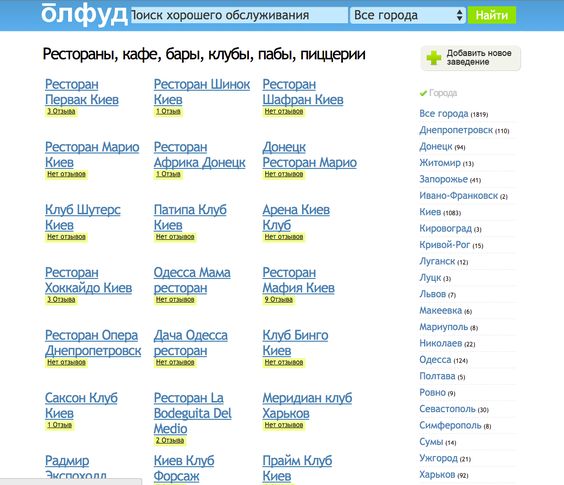 олфуд Поиск хорошего обслуживания Все города Найти
Рестораны, кафе, бары, клубы, пабы, пиццерии
Ресторан
Первак Киев
3 Отзыва
Ресторан Шинок
Киев
1 Отзыв
Ресторан
Шафран Киев
Нет отзывов
Ресторан Марио
Киев
Нет отзывов
Ресторан
Африка Донецк
1 Отзыв
Донецк
Ресторан Марио
Нет отзывов
Клуб Шутерс
Киев
Нет отзывов
Патипа Клуб
Киев
Нет отзывов
Арена Киев
Клуб
Нет отзывов
Ресторан
Хоккайдо Киев
3 Отзыва
Одесса Мама
ресторан
Нет отзывов
Ресторан
Мафия Киев
9 Отзыва
Ресторан Опера
Днепропетровск
Нет отзывов
Дача Одесса
ресторан
Нет отзывов
Клуб Бинго
Киев
Нет отзывов
Саксон Клуб
Киев
1 Отзыв
Ресторан La
Bodeguita Del
Medio
2 Отзыва
Меридиан клуб
Харьков
Нет отзывов
Радмир
Экспохолл
Киев Клуб
Форсаж
Прайм Клуб
Киев
Добавить новое
заведение
Города
Все города (1819)
Днепропетровск (110)
Донецк (94)
Житомир (13)
Запорожье (41)
Ивано-Франковск (2)
Киев (1083)
Кировоград (3)
Кривой-Рог (15)
Луганск (12)
Луцк (3)
Львов (7)
Макеевка (6)
Мариуполь (8)
Николаев (22)
Одесса (124)
Полтава (5)
Ровно (9)
Севастополь (30)
Симферополь (8)
Сумы (14)
Ужгород (21)
Харьков (92)